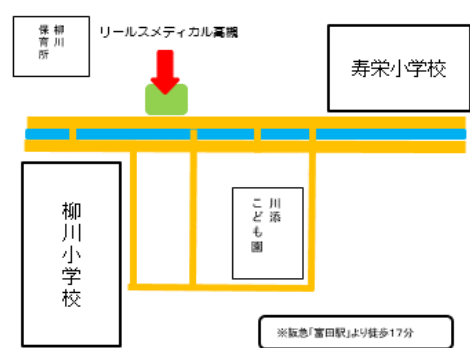 柳川
保育所
リールスメディカル高槻
寿栄小学校
柳川小学校
川添
こども園
※阪急「富田駅」より徒歩17分